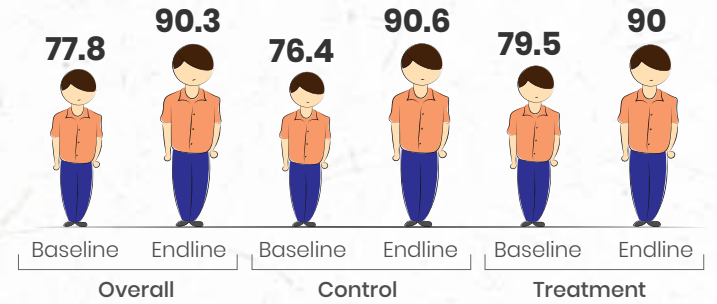 77.8 90.3 76.4 90.6 79.5 90
Baseline Endline Baseline Endline Baseline Endline
Overall Control Treatment